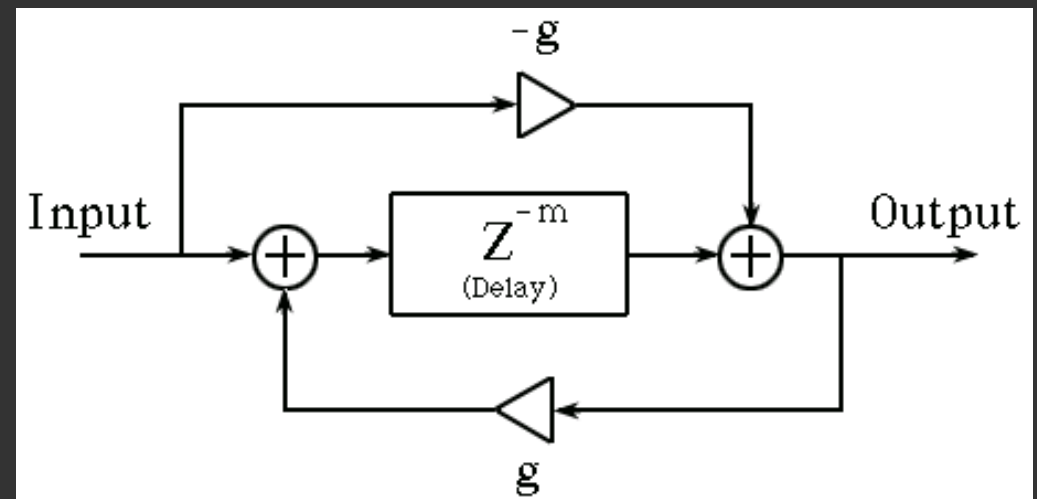 -g
Input
+
Z^-m
(Delay)
+
Output
g